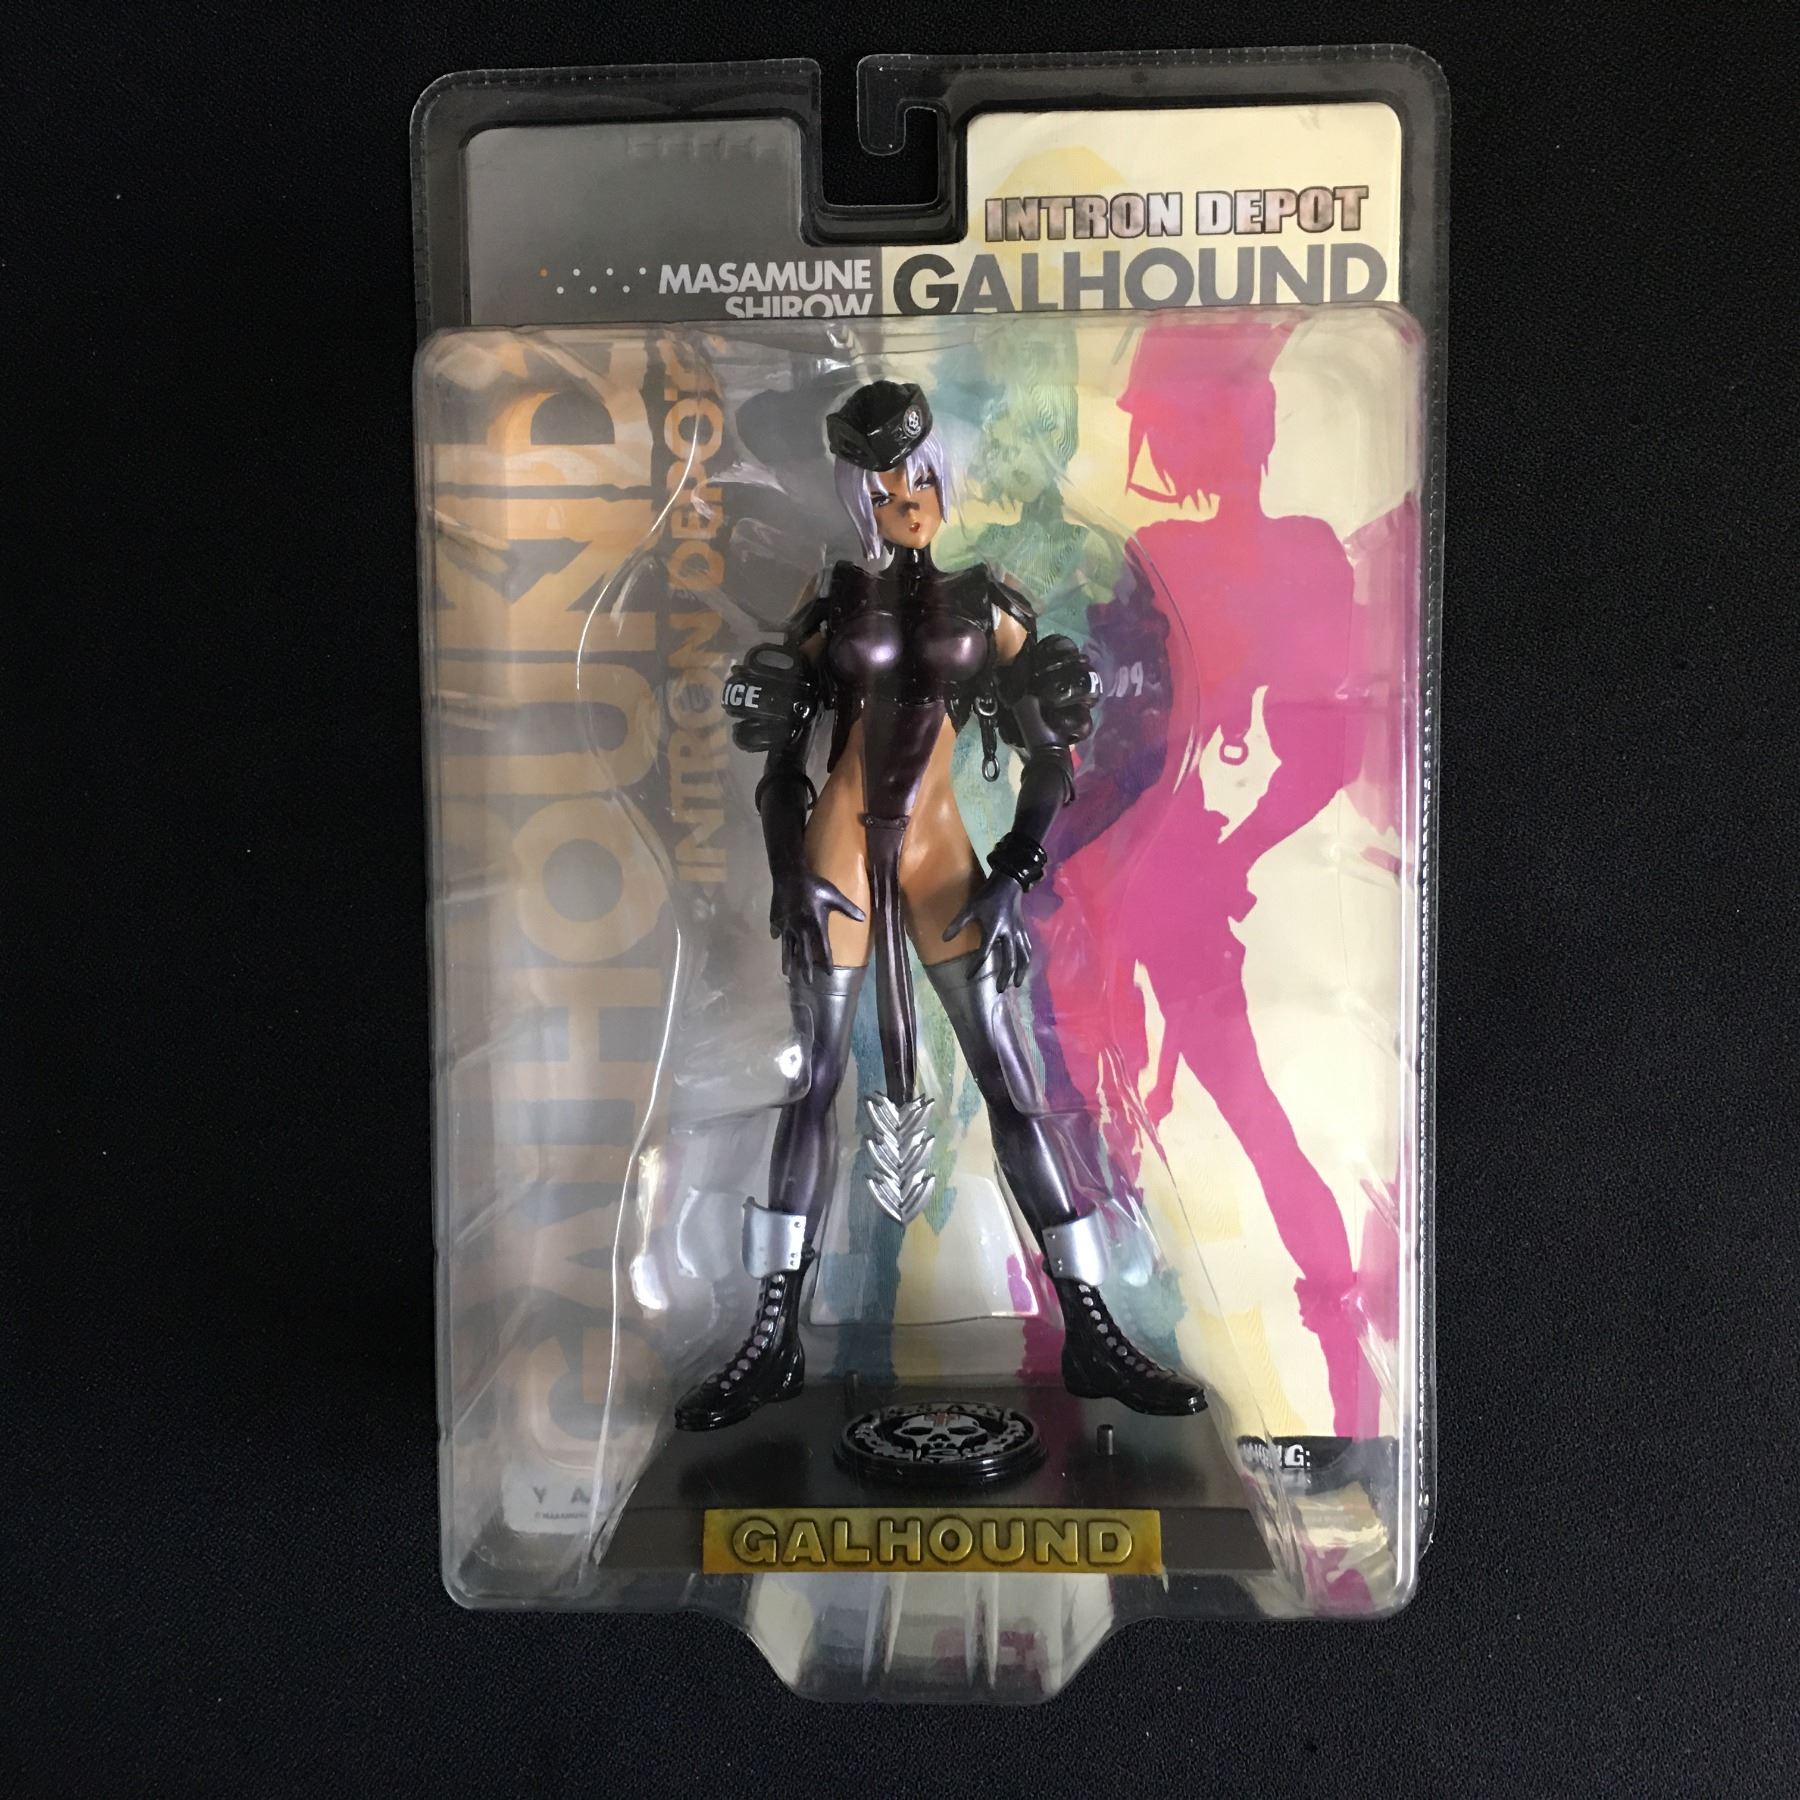 INTRON DEPOT
MASAMUNE
SHIROW
GALHOUND
GALHOUND
INTRON DEPOT
ICE
GALHOUND